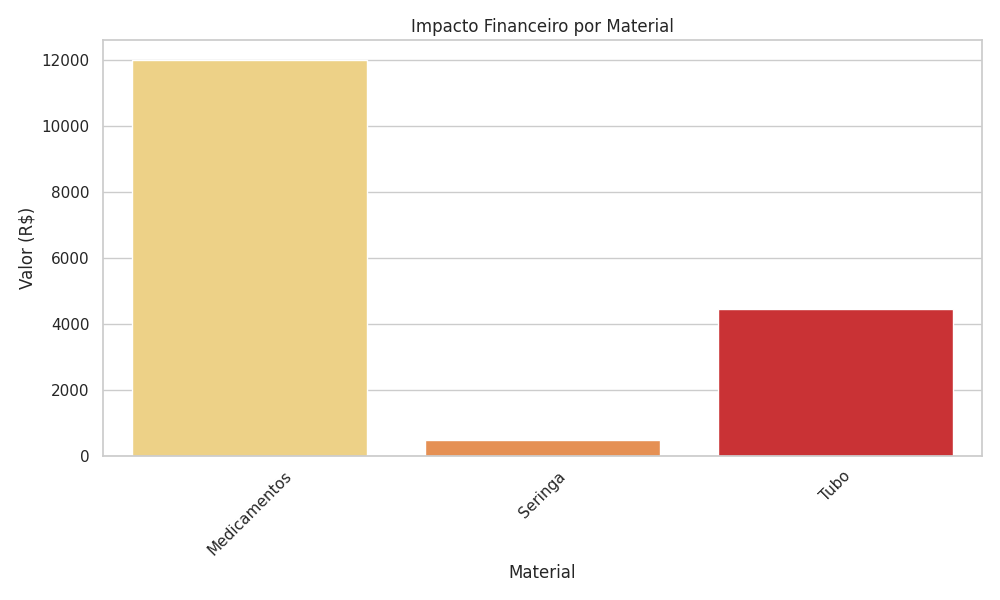 Impacto Financeiro por Material
Valor (R$)
12000
10000
8000
6000
4000
2000
0
Medicamentos
Seringa
Tubo
Material